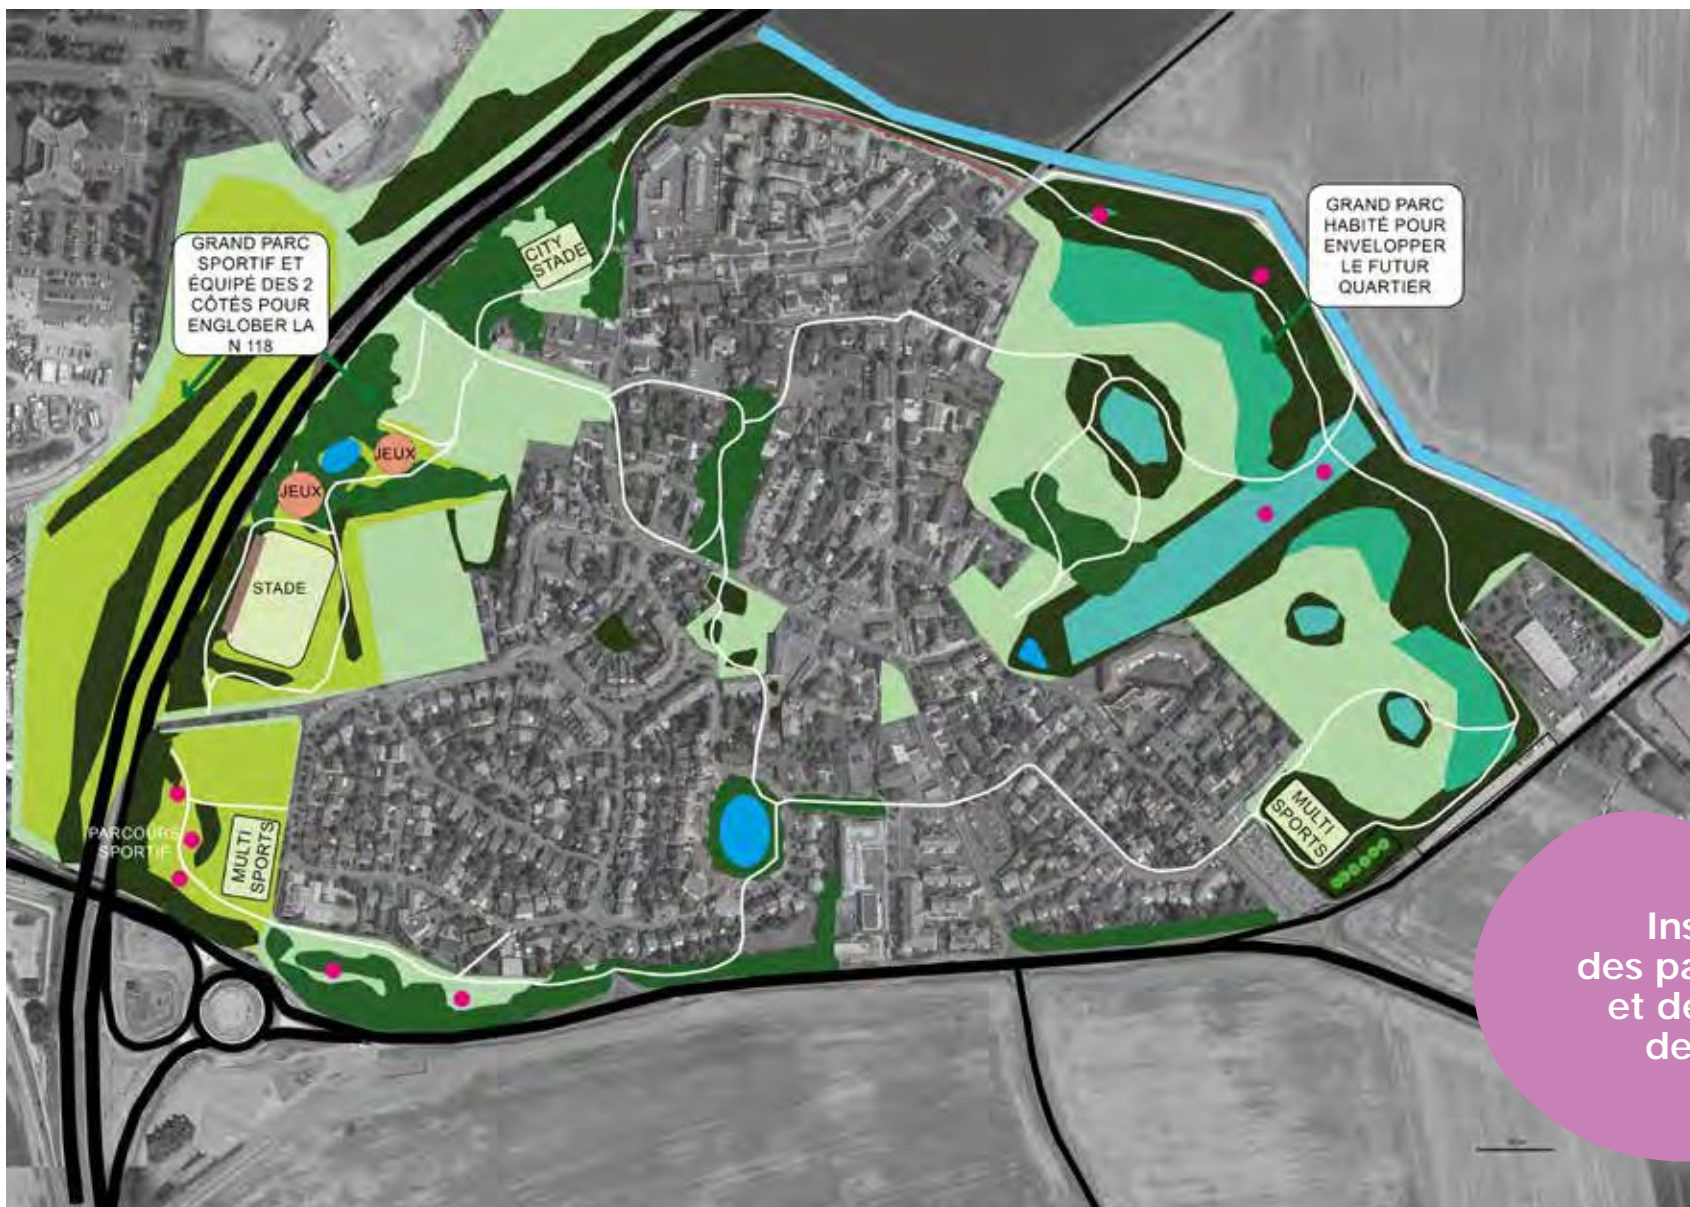 GRAND PARC
SPORTIF ET
ÉQUIPÉ DES 2
CÔTÉS POUR
ENGLOBER LA
N 118
CITY
STADE
GRAND PARC
HABITÉ POUR
ENVELOPPER
LE FUTUR
QUARTIER
JEUX
JEUX
STADE
PARCOURS
SPORTIF
MULTI
SPORTS
MULTI
SPORTS
Ins
des pa
et de
de